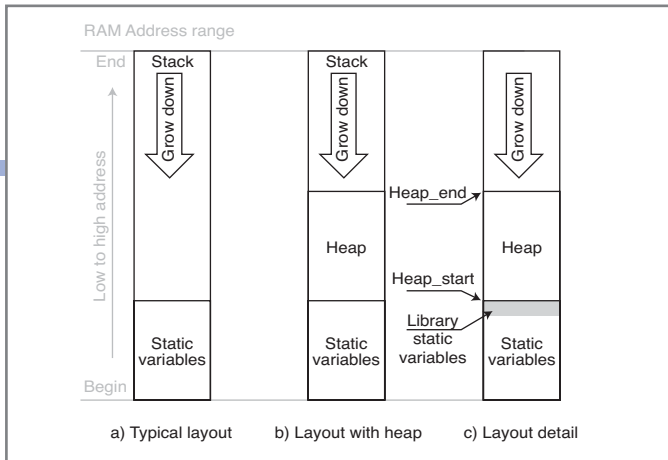 RAM Address range
End
Low to high address
Begin
Stack
Grow down
Static
variables
Stack
Grow down
Heap
Static
variables
Heap_end
Heap_start
Library
static
variables
Grow down
Heap
Static
variables
a) Typical layout
b) Layout with heap
c) Layout detail